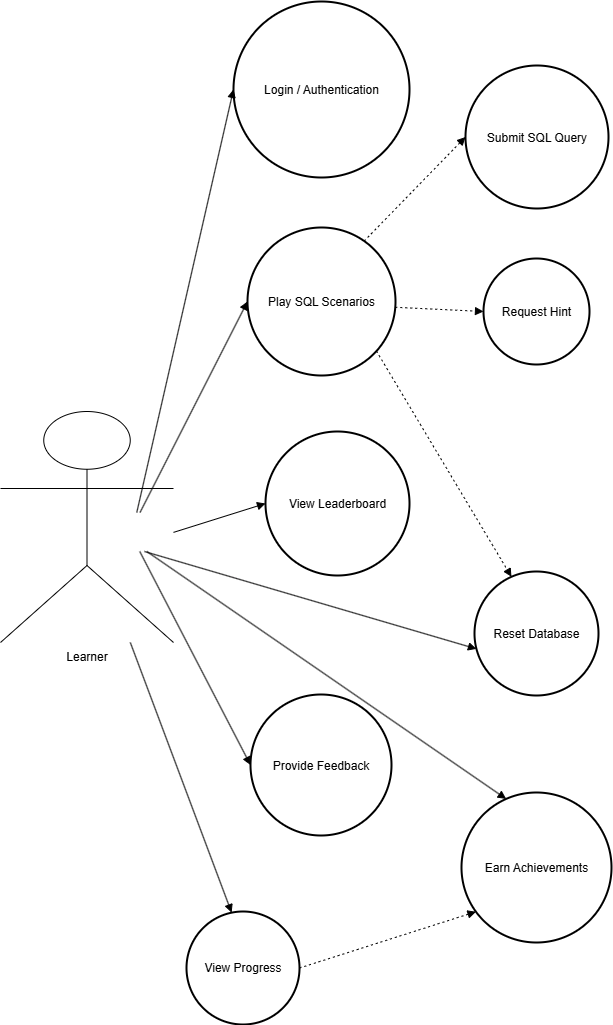 Login / Authentication
Submit SQL Query
Play SQL Scenarios
Request Hint
View Leaderboard
Reset Database
Learner
Provide Feedback
Earn Achievements
View Progress